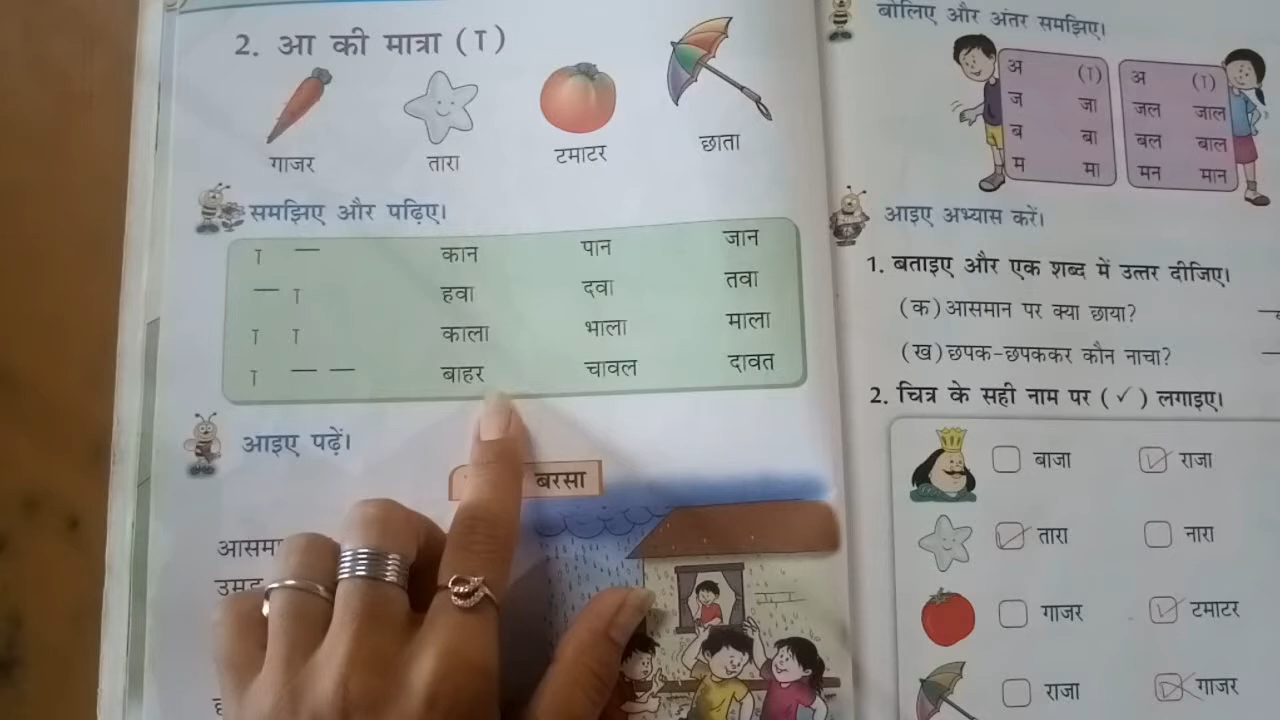 2. आ की मात्रा (ा)
गाजर तारा टमाटर छाता
समझिए और पढ़िए।
ा — कान पान जान
— ा हवा दवा तवा
ा ा काला भाला माला
ा — — बाहर चावल दावत
आइए पढ़ें।
बरसा
बोलिए और अंतर समझिए।
अ (ा) अ (ा)
ज जा जल जाल
ब बा बल बाल
म मा मन मान
आइए अभ्यास करें।
1. बताइए और एक शब्द में उत्तर दीजिए।
(क) आसमान पर क्या छाया?
(ख) छपक-छपककर कौन नाचा?
2. चित्र के सही नाम पर (✓) लगाइए।
बाजा राजा
तारा नारा
गाजर टमाटर
राजा गाजर